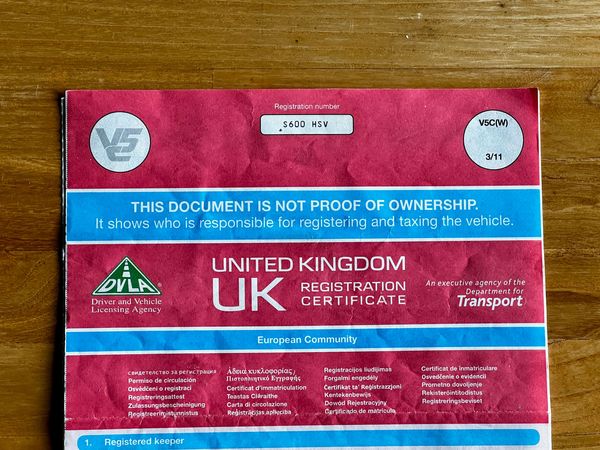 Registration number
S600 HSV
V5C
V5C(W)
3/11
THIS DOCUMENT IS NOT PROOF OF OWNERSHIP.
It shows who is responsible for registering and taxing the vehicle.
DVLA
Driver and Vehicle
Licensing Agency
UNITED KINGDOM
UK REGISTRATION
CERTIFICATE
An executive agency of the
Department for
Transport
European Community
свидетелство за регистрация
Permiso de circulación
Osvědčení o registraci
Registreringsattest
Zulassungsbescheinigung
Registreerimistunnistus
Άδεια κυκλοφορίας/
Πιστοποιητικό Εγγραφής
Certificat d'immatriculation
Teastas Cláraithe
Carta di circolazione
Reģistrācijas apliecība
Registracijos liudijimas
Forgalmi engedély
Ċertifikat ta' Reġistrazzjoni
Kentekenbewijs
Dowód Rejestracyjny
Certificado de matrícula
Certificat de înmatriculare
Osvedčenie o evidencii
Prometno dovoljenje
Rekisteröintitodistus
Registreringsbeviset
1. Registered keeper